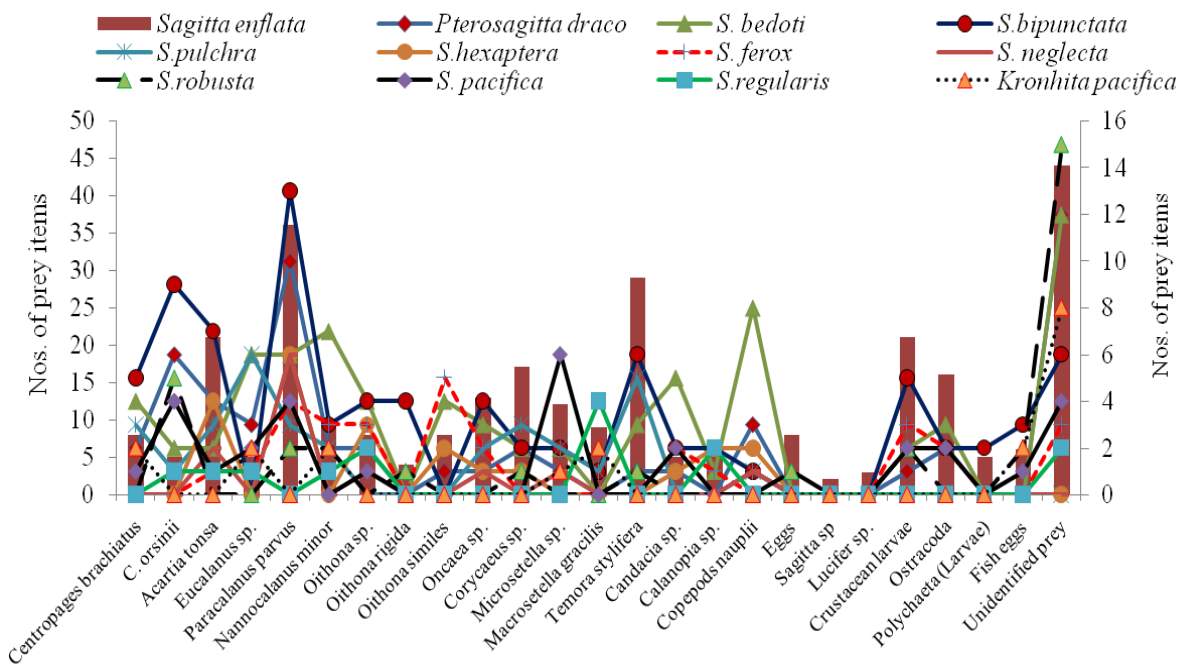 Sagitta enflata Pterosagitta draco S. bedoti S.bipunctata
S.pulchra S.hexaptera S. ferox S. neglecta
S.robusta S. pacifica S.regularis Kronhita pacifica
50
45
40
35
30
25
20
15
10
5
0
Nos. of prey items
16
14
12
10
8
6
4
2
0
Nos. of prey items
Centropages brachiatus
C. orsinii
Acartia tonsa
Eucalanus sp.
Paracalanus parvus
Nannocalanus minor
Oithona sp.
Oithona rigida
Oithona similes
Oncaea sp.
Corycaeus sp.
Microsetella sp.
Macrosetella gracilis
Temora stylifera
Candacia sp.
Calanopia sp.
Copepods nauplii
Eggs
Sagitta sp
Lucifer sp.
Crustacean larvae
Ostracoda
Polychaeta (Larvae)
Fish eggs
Unidentified prey